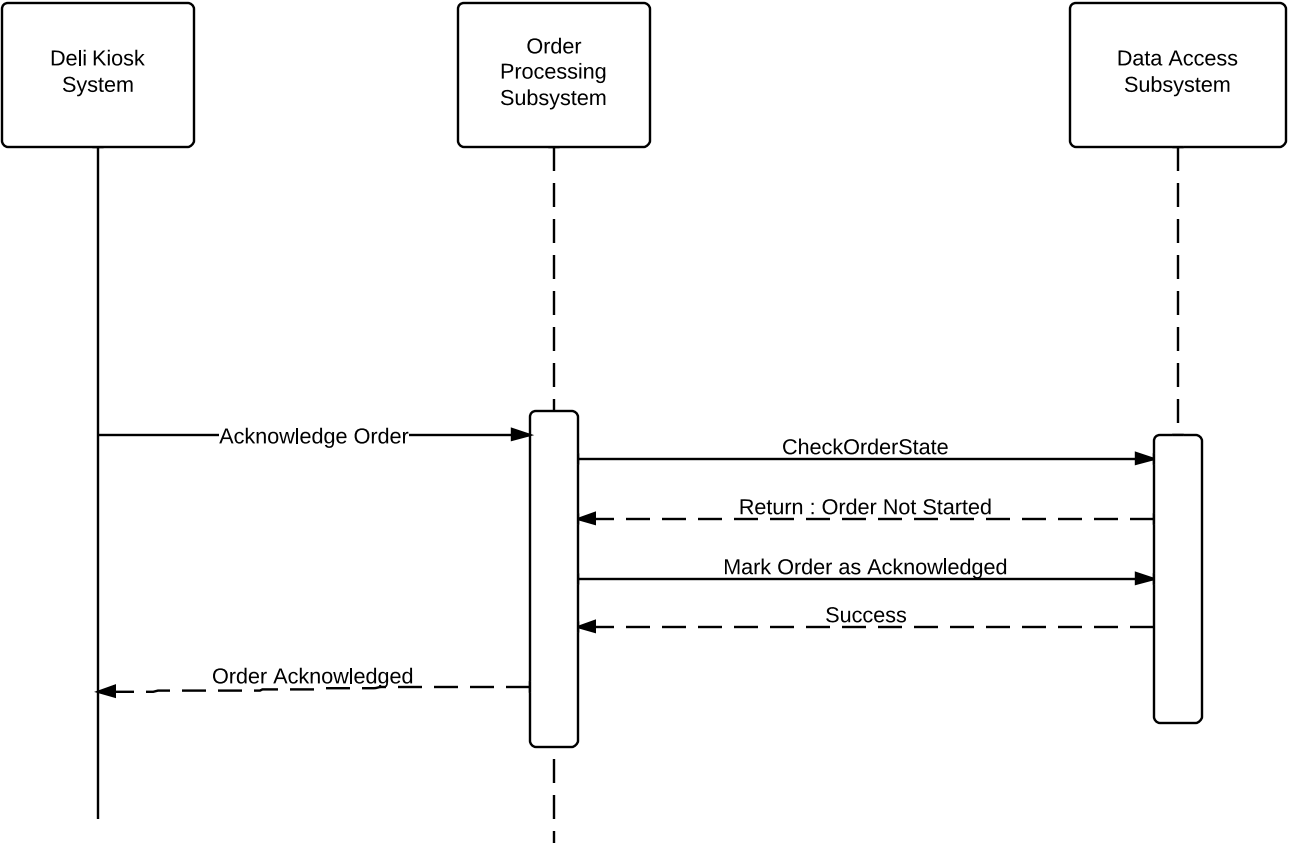 Deli Kiosk
System
Order
Processing
Subsystem
Data Access
Subsystem
Acknowledge Order
CheckOrderState
Return : Order Not Started
Mark Order as Acknowledged
Success
Order Acknowledged